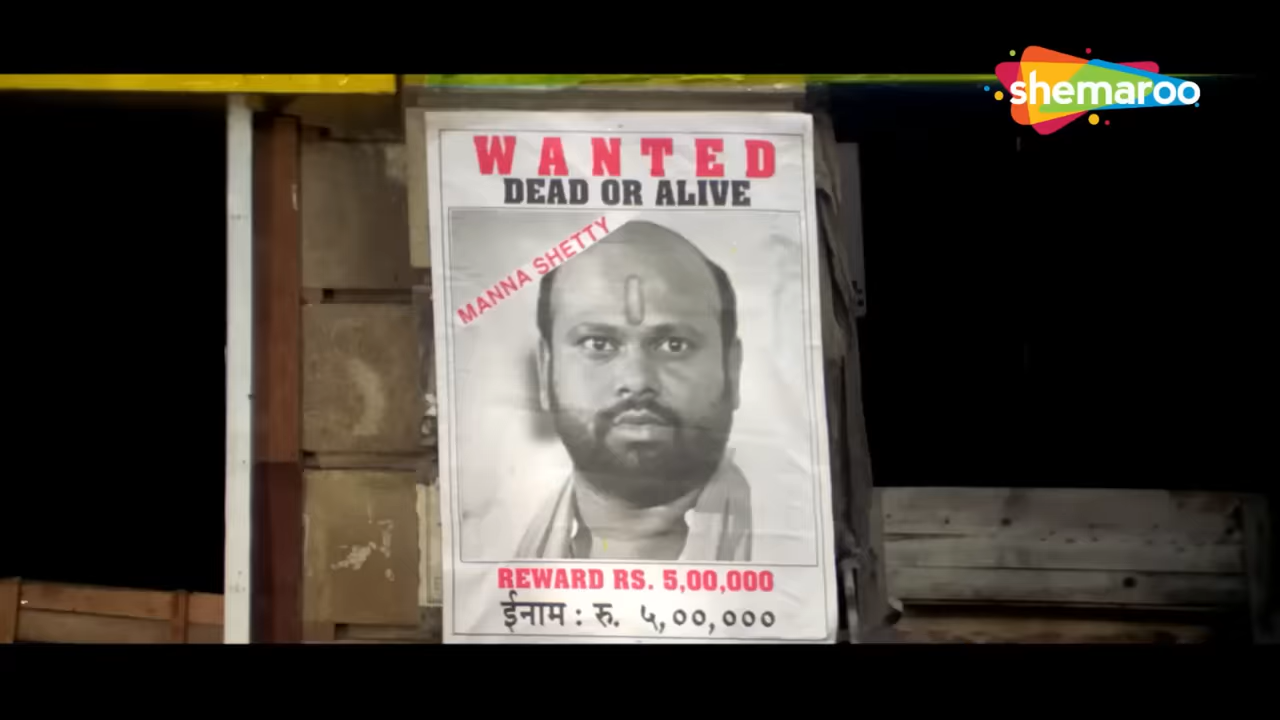 shemaroo
WANTED
DEAD OR ALIVE
MANNA SHETTY
REWARD RS. 5,00,000
ईनाम : रु. ५,००,०००